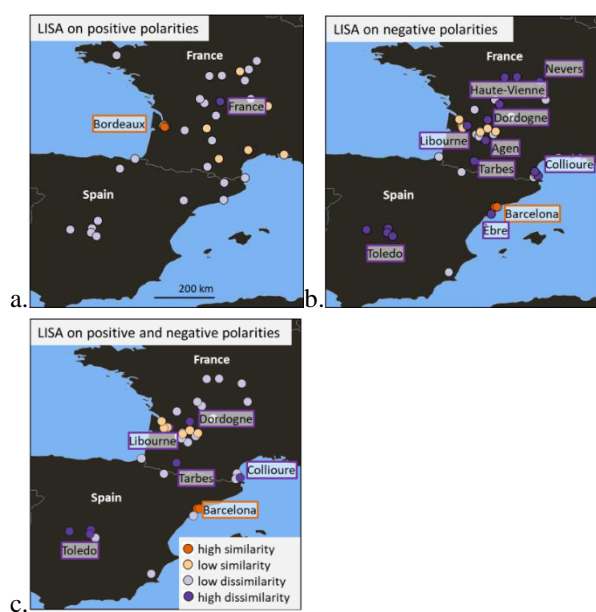 LISA on positive polarities
France
France
Bordeaux
Spain
200 km
a.
LISA on negative polarities
France
Nevers
Haute-Vienne
Dordogne
Libourne
Agen
Tarbes
Collioure
Spain
Barcelona
Ebre
Toledo
b.
LISA on positive and negative polarities
France
Dordogne
Libourne
Tarbes
Collioure
Spain
Barcelona
Toledo
high similarity
low similarity
low dissimilarity
high dissimilarity
c.